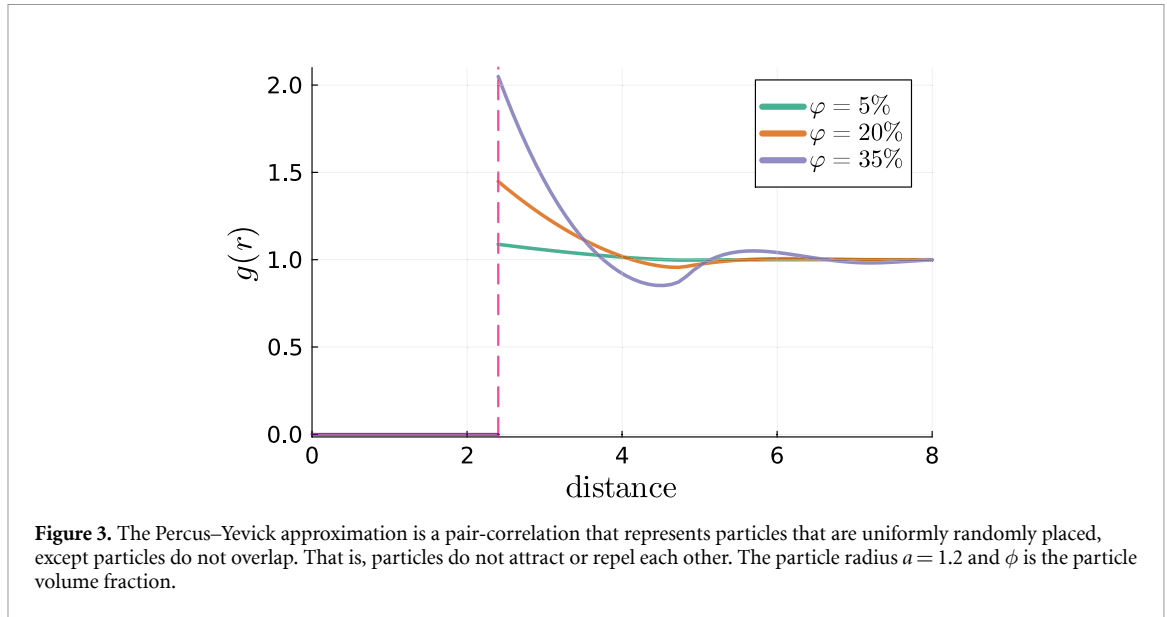 2.0
1.5
1.0
0.5
0.0
g(r)
φ = 5%
φ = 20%
φ = 35%
0 2 4 6 8
distance
Figure 3. The Percus–Yevick approximation is a pair-correlation that represents particles that are uniformly randomly placed,
except particles do not overlap. That is, particles do not attract or repel each other. The particle radius a = 1.2 and ϕ is the particle
volume fraction.